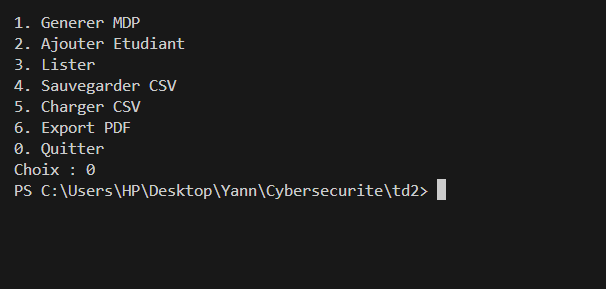 1. Generer MDP
2. Ajouter Etudiant
3. Lister
4. Sauvegarder CSV
5. Charger CSV
6. Export PDF
0. Quitter
Choix : 0
PS C:\Users\HP\Desktop\Yann\Cybersecurite\td2>